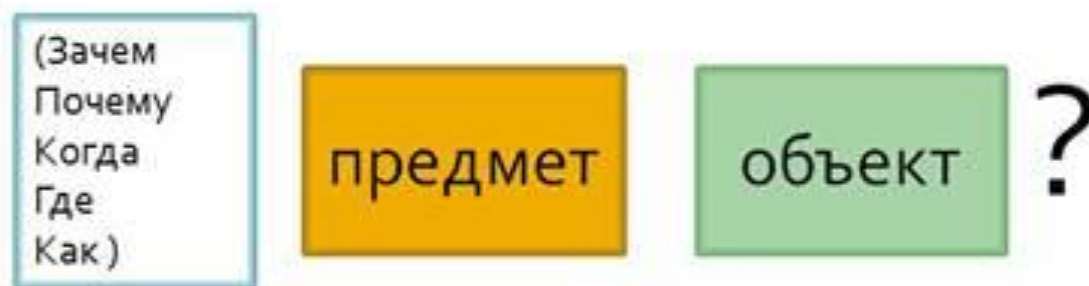 (Зачем
Почему
Когда
Где
Как )
предмет
объект
?